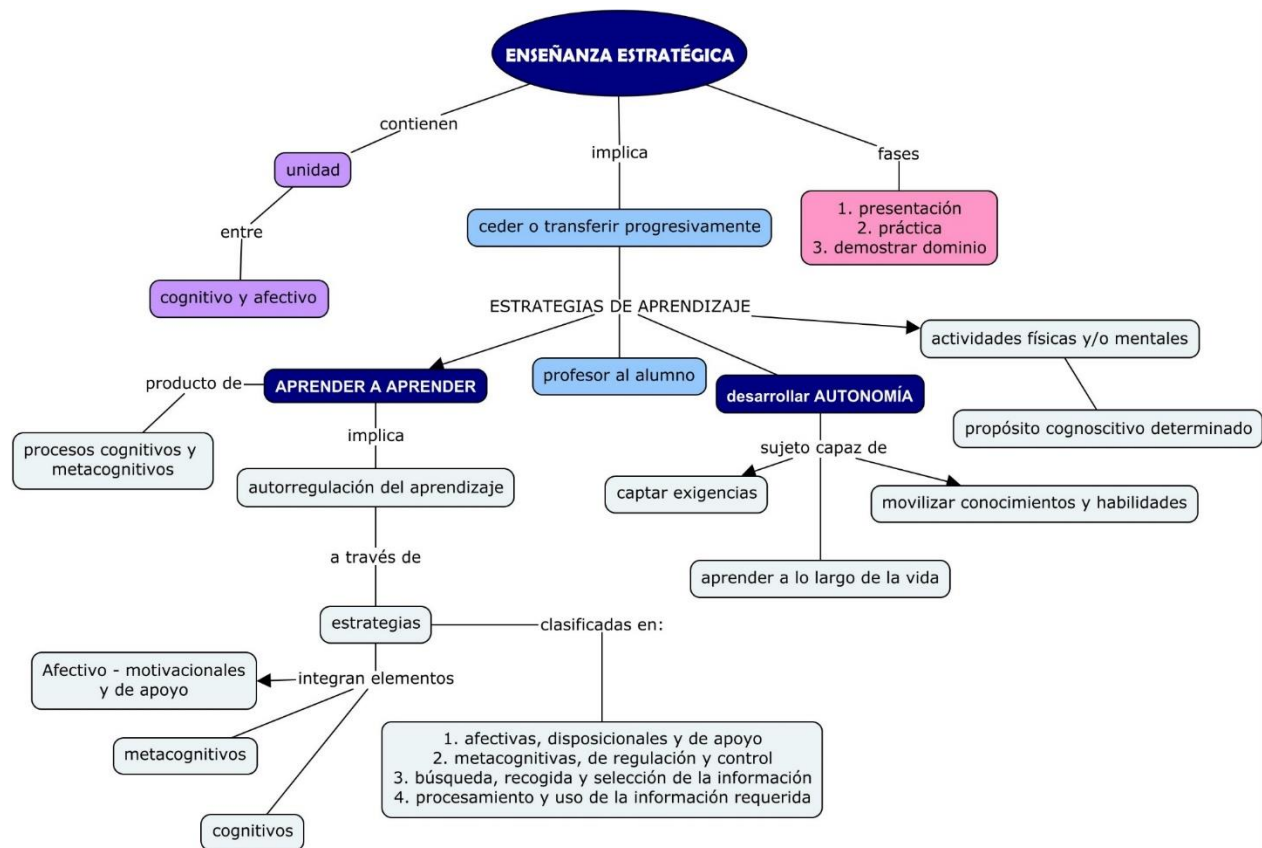 ENSEÑANZA ESTRATÉGICA
contienen
implica
fases
unidad
1. presentación
2. práctica
3. demostrar dominio
ceder o transferir progresivamente
entre
cognitivo y afectivo
ESTRATEGIAS DE APRENDIZAJE
actividades físicas y/o mentales
producto de
APRENDER A APRENDER
profesor al alumno
desarrollar AUTONOMÍA
propósito cognoscitivo determinado
procesos cognitivos y
metacognitivos
implica
sujeto capaz de
autorregulación del aprendizaje
captar exigencias
movilizar conocimientos y habilidades
a través de
aprender a lo largo de la vida
estrategias
clasificadas en:
Afectivo - motivacionales
y de apoyo
integran elementos
metacognitivos
1. afectivas, disposicionales y de apoyo
2. metacognitivas, de regulación y control
3. búsqueda, recogida y selección de la información
4. procesamiento y uso de la información requerida
cognitivos